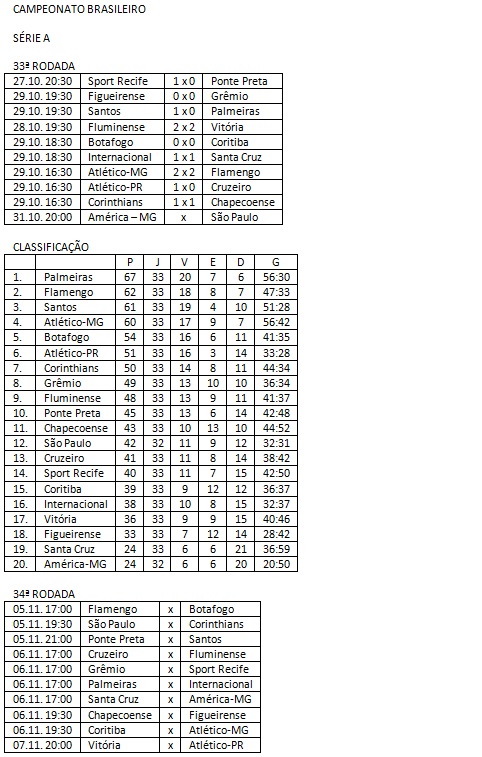 CAMPEONATO BRASILEIRO
SÉRIE A
33ª RODADA
27.10. 20:30 Sport Recife 1 x 0 Ponte Preta
29.10. 19:30 Figueirense 0 x 0 Grêmio
29.10. 19:30 Santos 1 x 0 Palmeiras
28.10. 19:30 Fluminense 2 x 2 Vitória
29.10. 18:30 Botafogo 0 x 0 Coritiba
29.10. 18:30 Internacional 1 x 1 Santa Cruz
29.10. 16:30 Atlético-MG 2 x 2 Flamengo
29.10. 16:30 Atlético-PR 1 x 0 Cruzeiro
29.10. 16:30 Corinthians 1 x 1 Chapecoense
31.10. 20:00 América – MG x São Paulo
CLASSIFICAÇÃO
P J V E D G
1. Palmeiras 67 33 20 7 6 56:30
2. Flamengo 62 33 18 8 7 47:33
3. Santos 61 33 19 4 10 51:28
4. Atlético-MG 60 33 17 9 7 56:42
5. Botafogo 54 33 16 6 11 41:35
6. Atlético-PR 51 33 16 3 14 33:28
7. Corinthians 50 33 14 8 11 44:34
8. Grêmio 49 33 13 10 10 36:34
9. Fluminense 48 33 13 9 11 41:37
10. Ponte Preta 45 33 13 6 14 42:48
11. Chapecoense 43 33 10 13 10 44:52
12. São Paulo 42 32 11 9 12 32:31
13. Cruzeiro 41 33 11 8 14 38:42
14. Sport Recife 40 33 11 7 15 42:50
15. Coritiba 39 33 9 12 12 36:37
16. Internacional 38 33 10 8 15 32:37
17. Vitória 36 33 9 9 15 40:46
18. Figueirense 33 33 7 12 14 28:42
19. Santa Cruz 24 33 6 6 21 36:59
20. América-MG 24 32 6 6 20 20:50
34ª RODADA
05.11. 17:00 Flamengo x Botafogo
05.11. 19:30 São Paulo x Corinthians
05.11. 21:00 Ponte Preta x Santos
06.11. 17:00 Cruzeiro x Fluminense
06.11. 17:00 Grêmio x Sport Recife
06.11. 17:00 Palmeiras x Internacional
06.11. 17:00 Santa Cruz x América-MG
06.11. 19:30 Chapecoense x Figueirense
06.11. 19:30 Coritiba x Atlético-MG
07.11. 20:00 Vitória x Atlético-PR